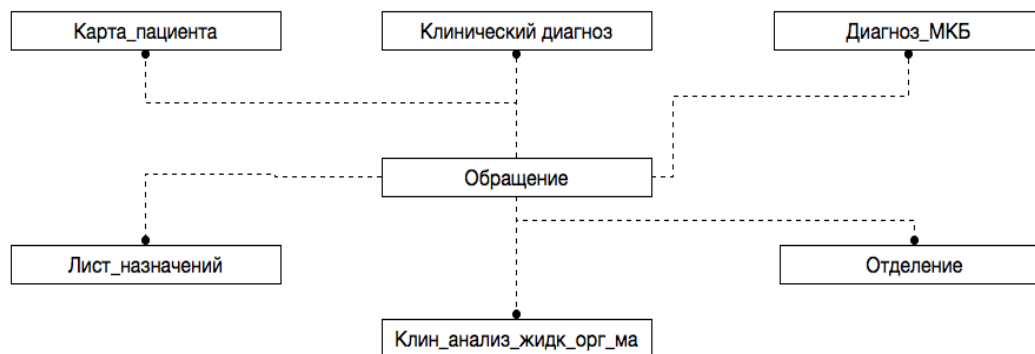 Карта_пациента
Клинический диагноз
Диагноз_МКБ
Обращение
Лист_назначений
Отделение
Клин_анализ_жидк_орг_ма